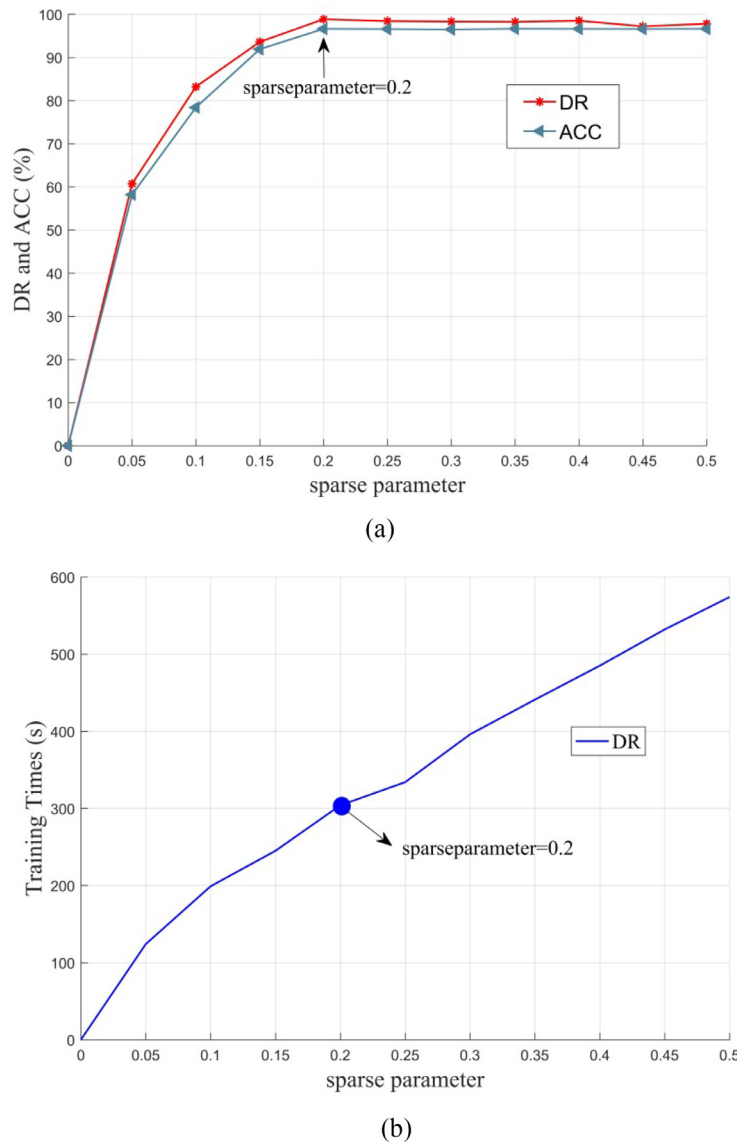 100
90
80
70
60
50
40
30
20
10
0
DR and ACC (%)
sparseparameter=0.2
DR
ACC
0 0.05 0.1 0.15 0.2 0.25 0.3 0.35 0.4 0.45 0.5
sparse parameter
(a)
600
500
400
300
200
100
0
Training Times (s)
DR
sparseparameter=0.2
0 0.05 0.1 0.15 0.2 0.25 0.3 0.35 0.4 0.45 0.5
sparse parameter
(b)